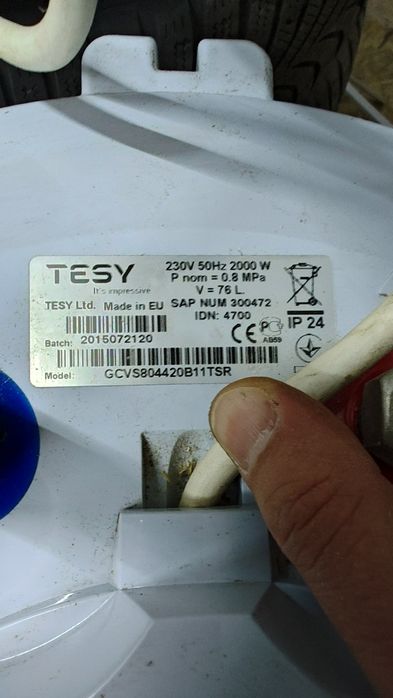 TESY
It's impressive
230V 50Hz 2000 W
P nom = 0.8 MPa
V = 76 L.
TESY Ltd. Made in EU
SAP NUM 300472
IDN: 4700
CE
АВ59
IP 24
Batch: 2015072120
Model: GCVS804420B11TSR